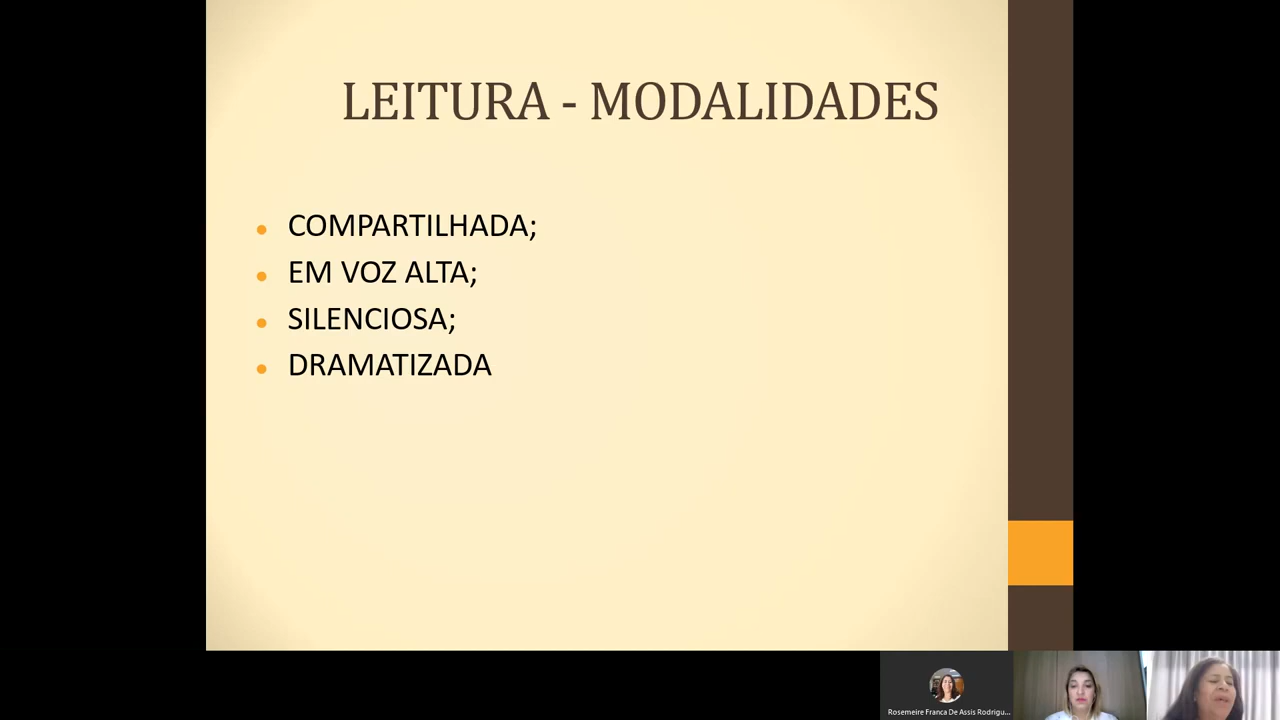 LEITURA - MODALIDADES
COMPARTILHADA;
EM VOZ ALTA;
SILENCIOSA;
DRAMATIZADA
Rosemeire Franca De Assis Rodrigu...